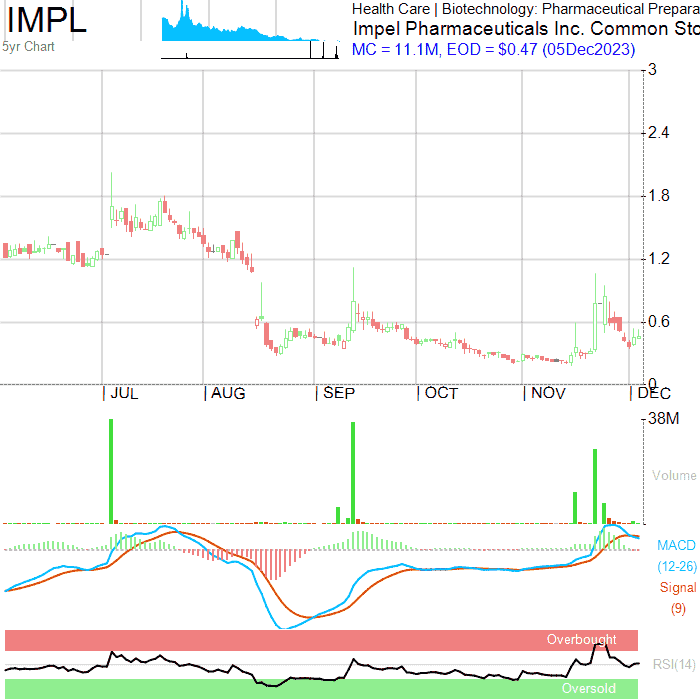 IMPL
5yr Chart
Health Care | Biotechnology: Pharmaceutical Prepara
Impel Pharmaceuticals Inc. Common Sto
MC = 11.1M, EOD = $0.47 (05Dec2023)
3
2.4
1.8
1.2
0.6
0
| JUL | AUG | SEP | OCT | NOV | DEC
38M
Volume
MACD
(12-26)
Signal
(9)
Overbought
RSI(14)
Oversold